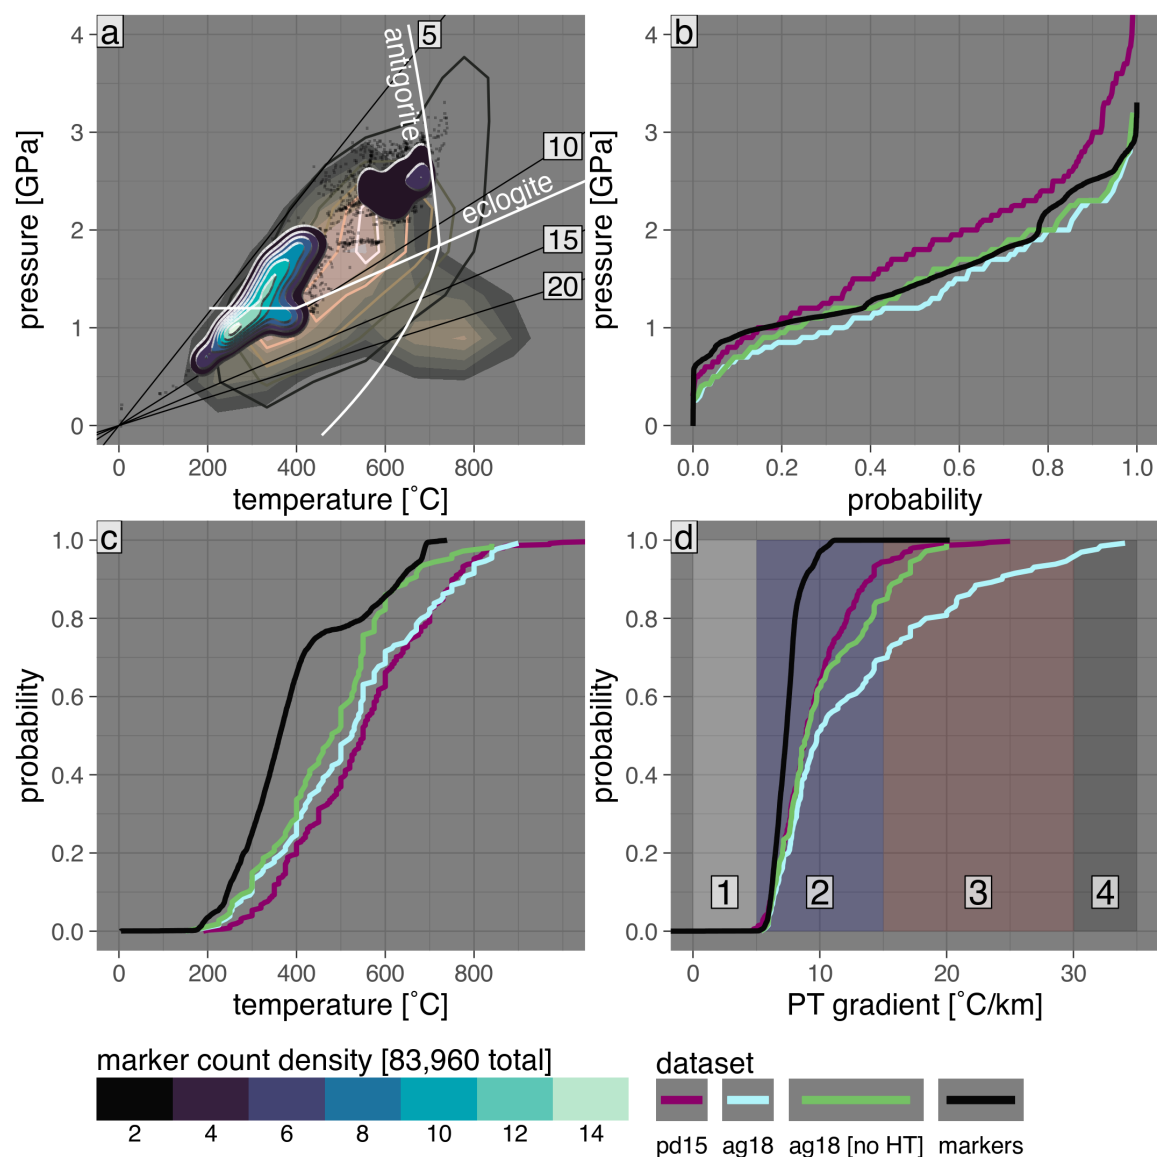 a
5
antigorite
10
eclogite
15
20
4
3
2
1
0
pressure [GPa]
0 200 400 600 800
temperature [˚C]
b
4
3
2
1
0
pressure [GPa]
0.0 0.2 0.4 0.6 0.8 1.0
probability
c
1.0
0.8
0.6
0.4
0.2
0.0
probability
0 200 400 600 800
temperature [˚C]
d
1.0
0.8
0.6
0.4
0.2
0.0
probability
1 2 3 4
0 10 20 30
PT gradient [˚C/km]
marker count density [83,960 total]
2 4 6 8 10 12 14
dataset
pd15 ag18 ag18 [no HT] markers